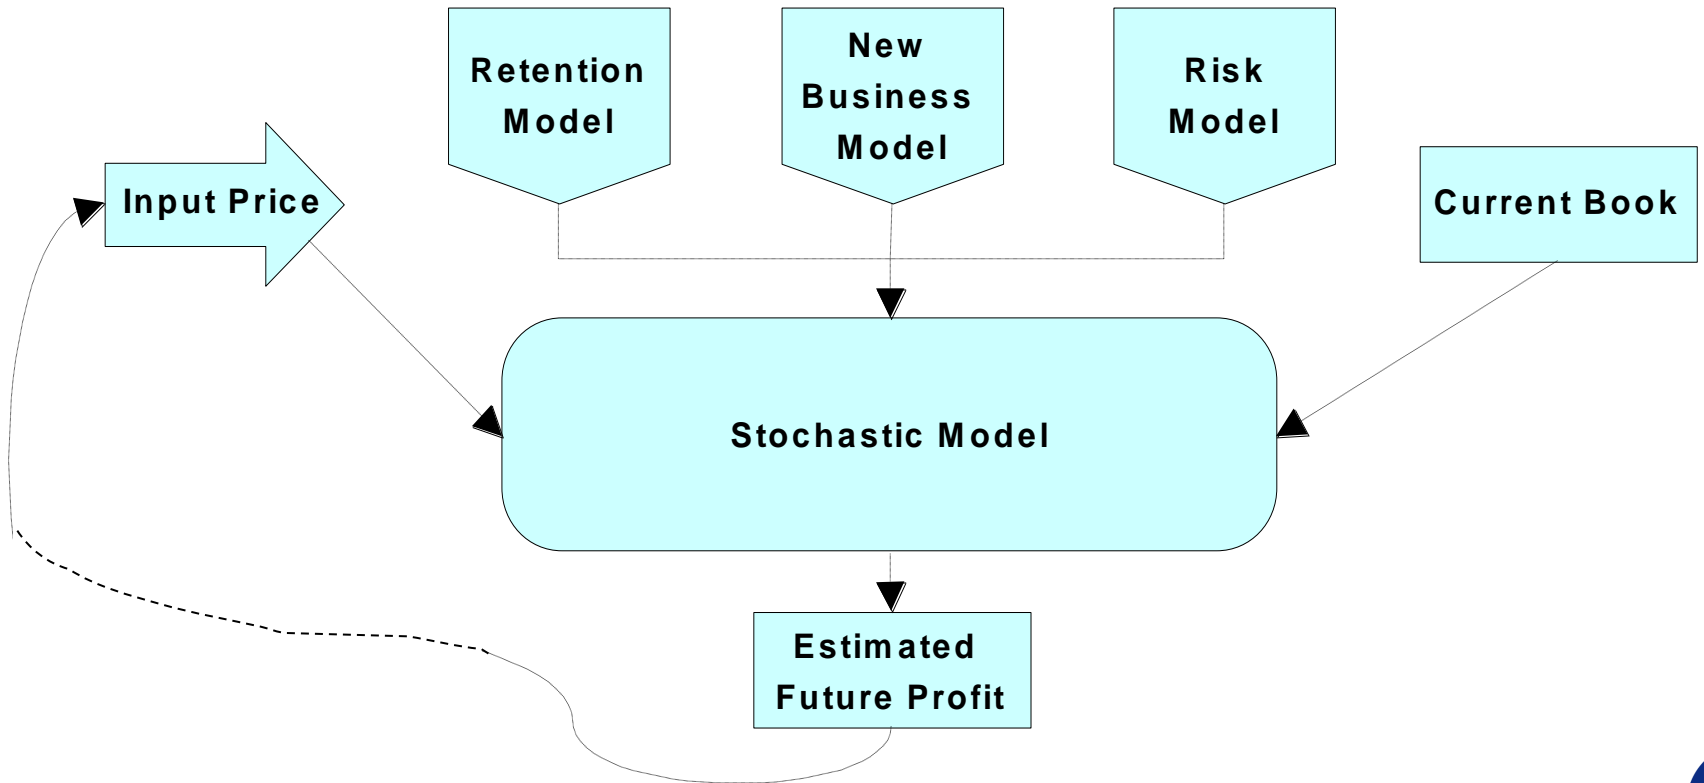 Retention
Model
New
Business
Model
Risk
Model
Input Price
Current Book
Stochastic Model
Estimated
Future Profit